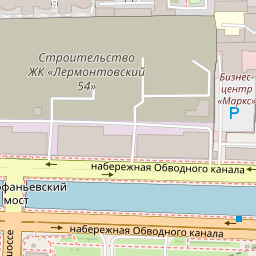 Строительство
ЖК «Лермонтовский
54»
Бизнес-
центр
«Маркс»
P
набережная Обводного канала
фаньевский
мост
набережная Обводного канала
шоссе